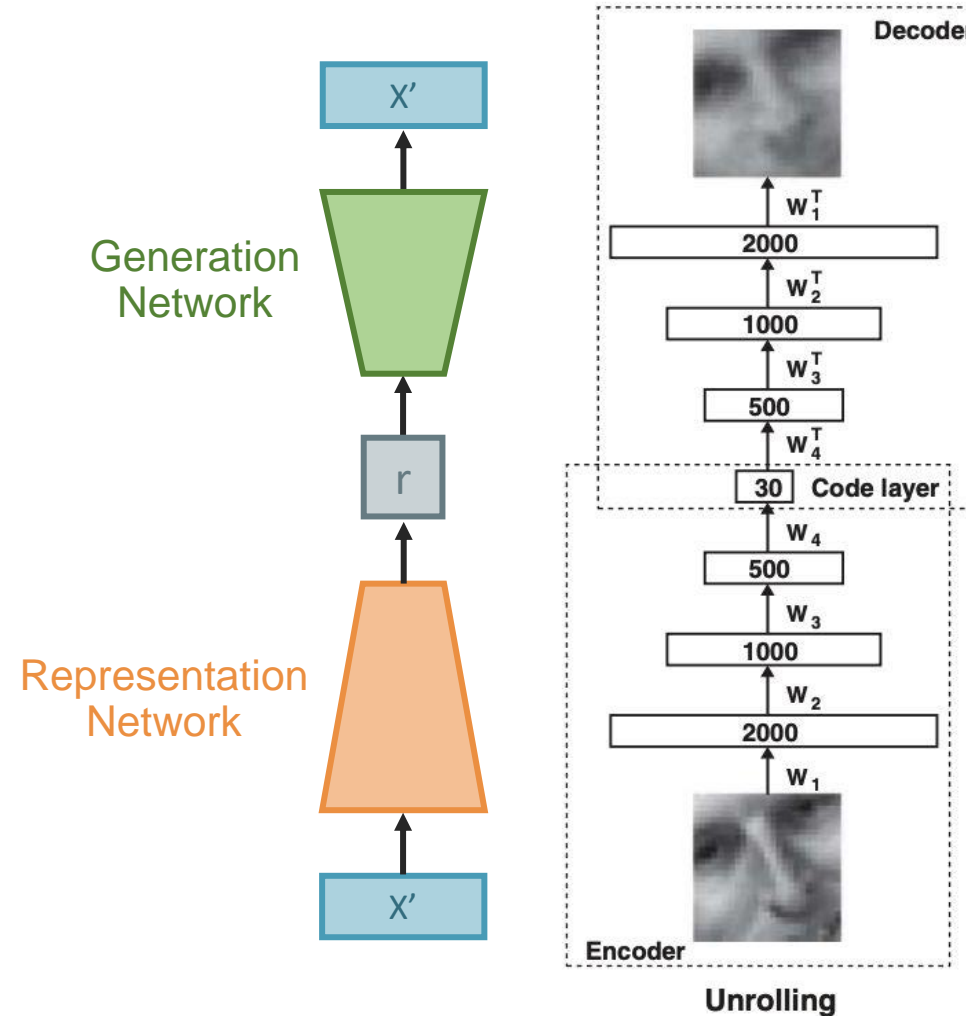 X'
Generation
Network
r
Representation
Network
X'
Decoder
W₁ᵀ
2000
W₂ᵀ
1000
W₃ᵀ
500
W₄ᵀ
30
Code layer
W₄
500
W₃
1000
W₂
2000
W₁
Encoder
Unrolling